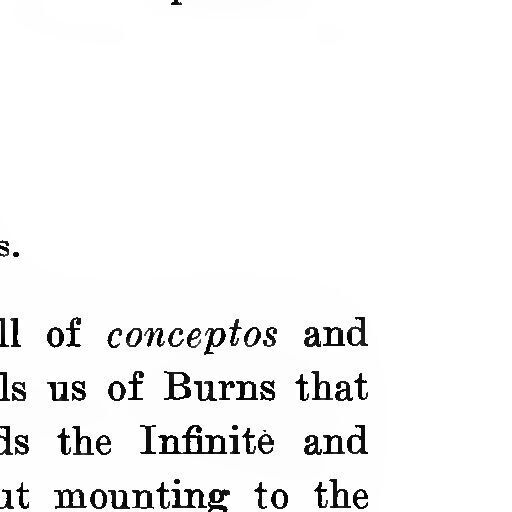 s.
ll of conceptos and
ls us of Burns that
ds the Infinite and
ut mounting to the